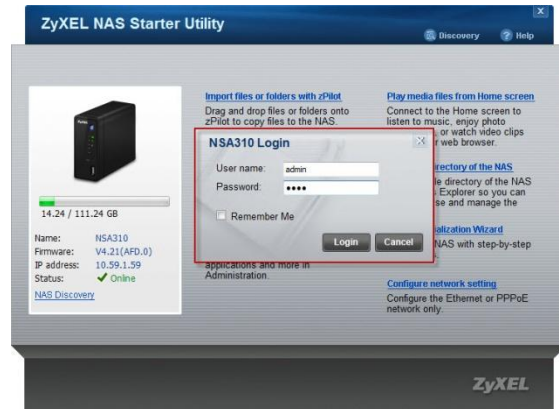 ZyXEL NAS Starter Utility
Discovery
Help
ZyXEL
14.24 / 111.24 GB
Name: NSA310
Firmware: V4.21(AFD.0)
IP address: 10.59.1.59
Status: Online
NAS Discovery
Import files or folders with zPilot
Drag and drop files or folders onto
zPilot to copy files to the NAS.
applications and more in
Administration.
NSA310 Login
User name: admin
Password: ••••
Remember Me
Login Cancel
Play media files from Home screen
Connect to the Home screen to
listen to music, enjoy photo
or watch video clips
web browser.
directory of the NAS
directory of the NAS
Explorer so you can
se and manage the
alization Wizard
NAS with step-by-step
Configure network setting
Configure the Ethernet or PPPoE
network only.
ZyXEL